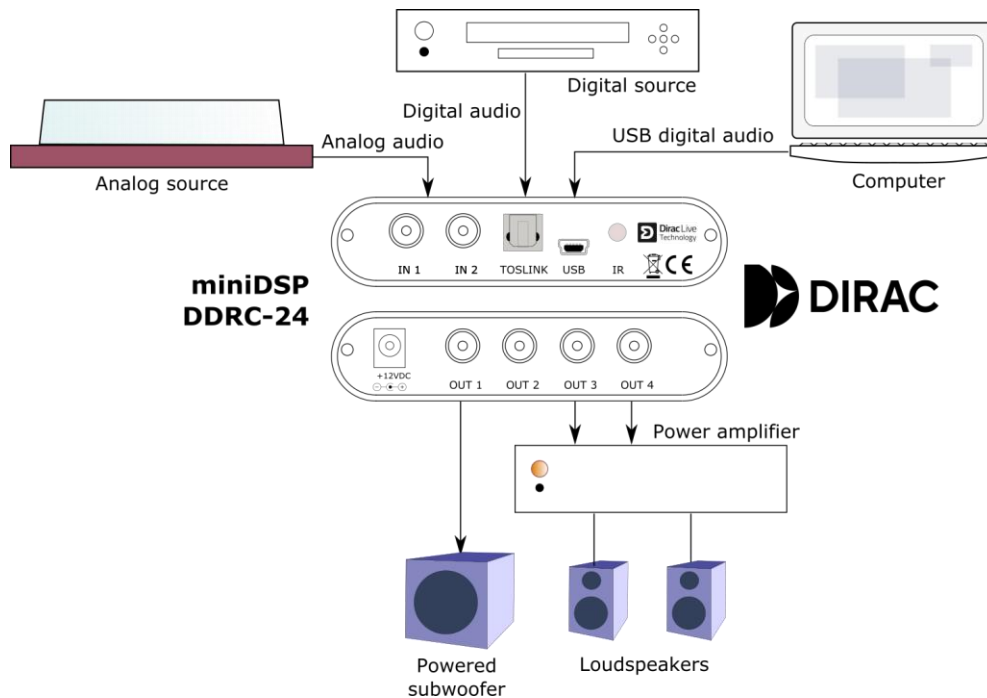 Digital source
Digital audio
USB digital audio
Analog audio
Analog source
Computer
Dirac Live
Technology
IN 1 IN 2 TOSLINK USB IR
CE
miniDSP
DDRC-24
DIRAC
+12VDC
OUT 1 OUT 2 OUT 3 OUT 4
Power amplifier
Powered
subwoofer
Loudspeakers